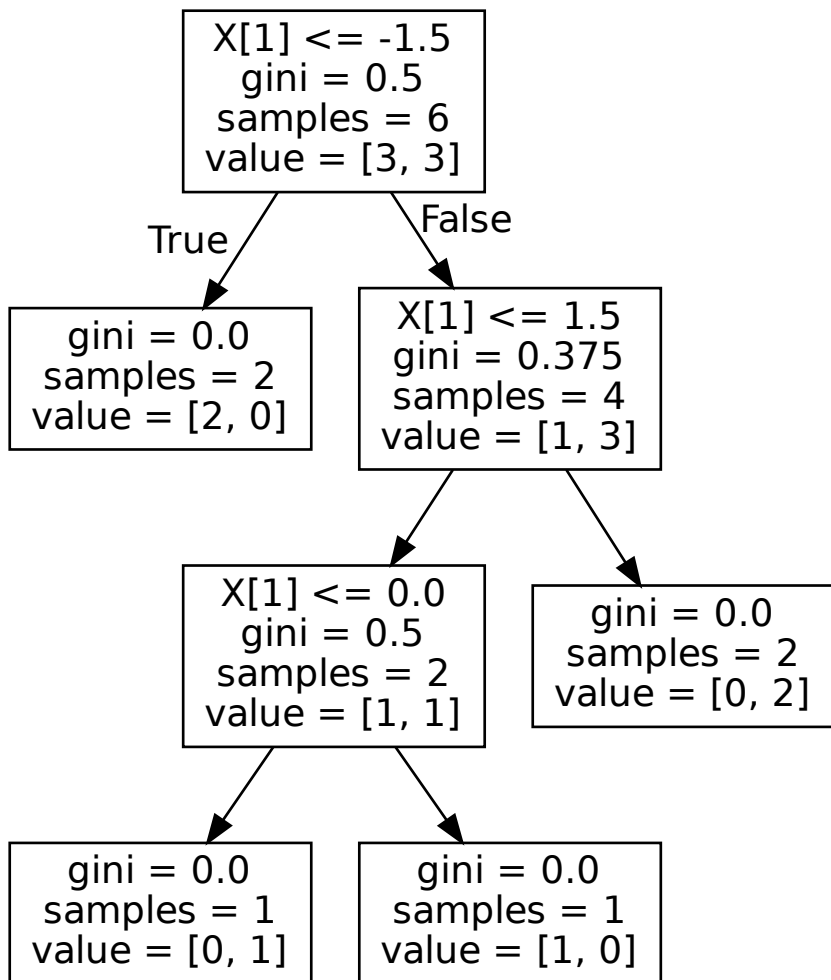 X[1] <= -1.5
gini = 0.5
samples = 6
value = [3, 3]
True
False
gini = 0.0
samples = 2
value = [2, 0]
X[1] <= 1.5
gini = 0.375
samples = 4
value = [1, 3]
X[1] <= 0.0
gini = 0.5
samples = 2
value = [1, 1]
gini = 0.0
samples = 2
value = [0, 2]
gini = 0.0
samples = 1
value = [0, 1]
gini = 0.0
samples = 1
value = [1, 0]